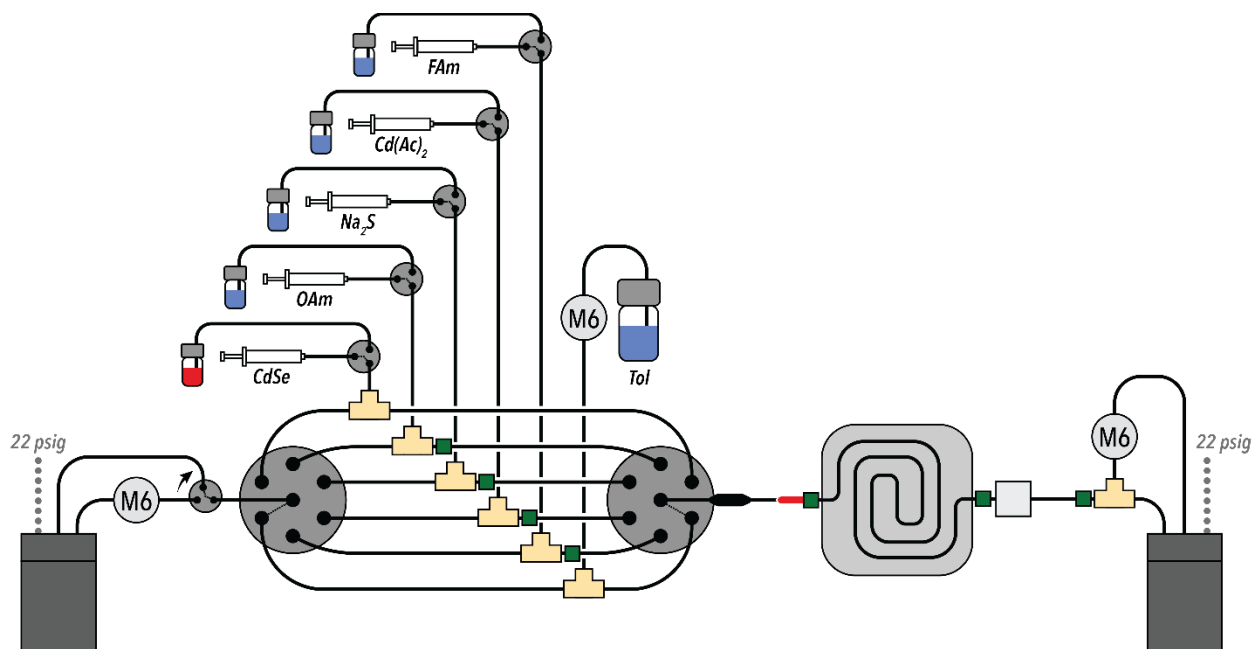 FAm
Cd(Ac)₂
Na₂S
OAm
M6
CdSe
Tol
M6
22 psig
22 psig
M6